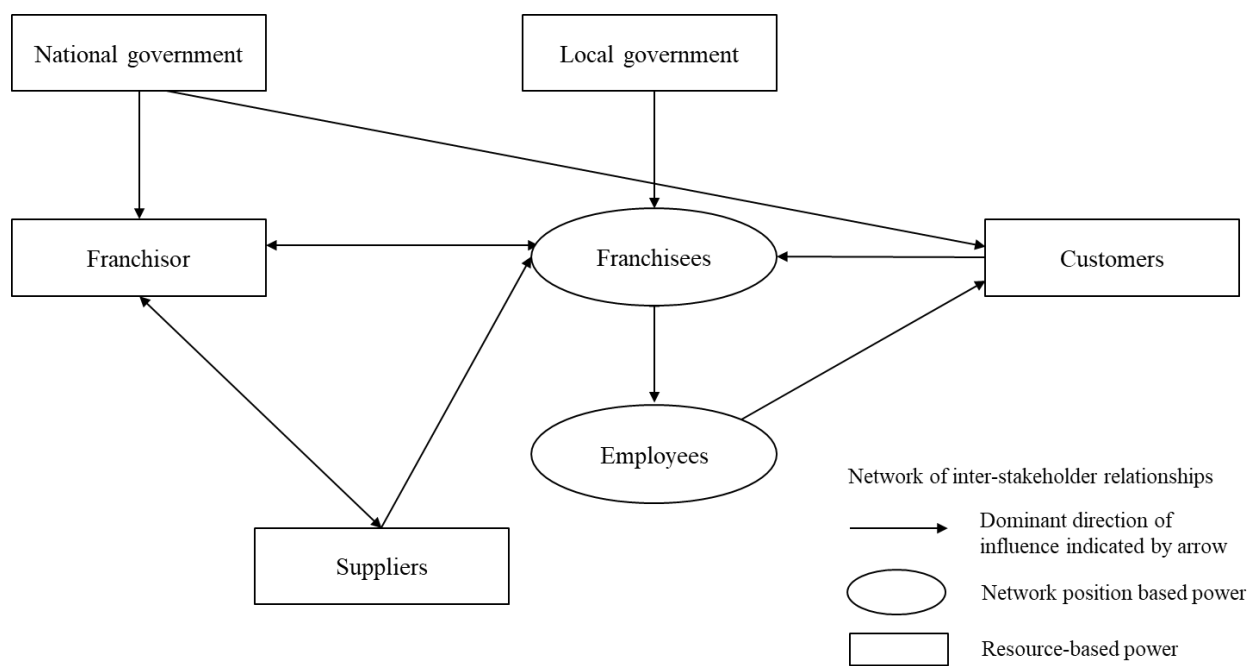 National government
Local government
Franchisor
Franchisees
Customers
Employees
Suppliers
Network of inter-stakeholder relationships
Dominant direction of
influence indicated by arrow
Network position based power
Resource-based power